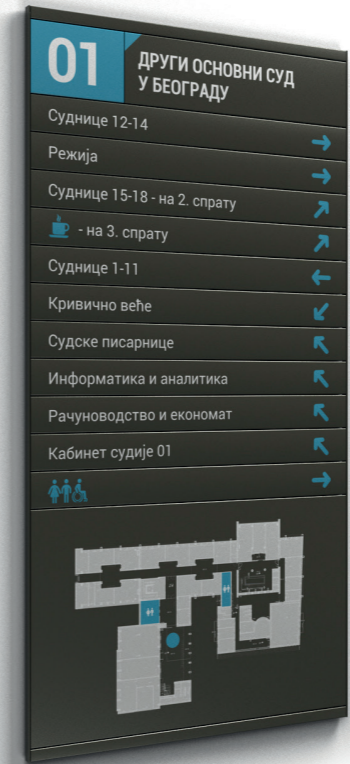 01
ДРУГИ ОСНОВНИ СУД
У БЕОГРАДУ
Суднице 12-14
Режија
Суднице 15-18 - на 2. спрату
- на 3. спрату
Суднице 1-11
Кривично веће
Судске писарнице
Информатика и аналитика
Рачуноводство и економат
Кабинет судије 01